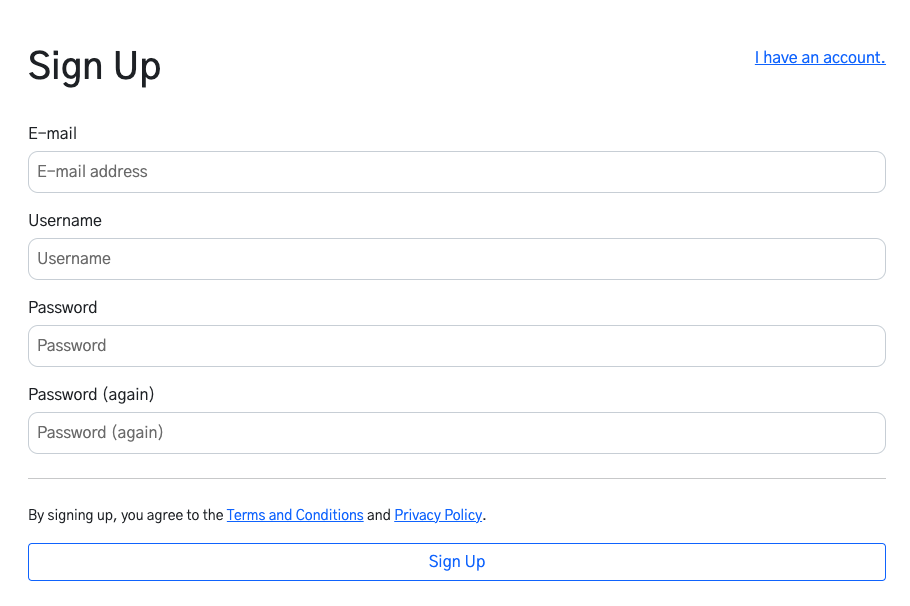 Sign Up
I have an account.
E-mail
E-mail address
Username
Username
Password
Password
Password (again)
Password (again)
By signing up, you agree to the Terms and Conditions and Privacy Policy.
Sign Up